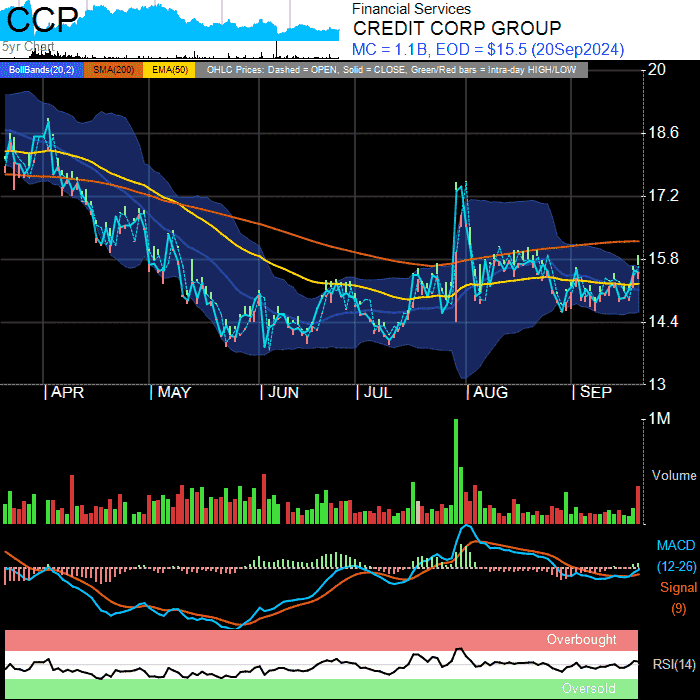 CCP
5yr Chart
Financial Services
CREDIT CORP GROUP
MC = 1.1B, EOD = $15.5 (20Sep2024)
BollBands(20,2) SMA(200) EMA(50) OHLC Prices: Dashed = OPEN, Solid = CLOSE, Green/Red bars = Intra-day HIGH/LOW
20
18.6
17.2
15.8
14.4
13
APR MAY JUN JUL AUG SEP
1M
Volume
MACD
(12-26)
Signal
(9)
Overbought
RSI(14)
Oversold